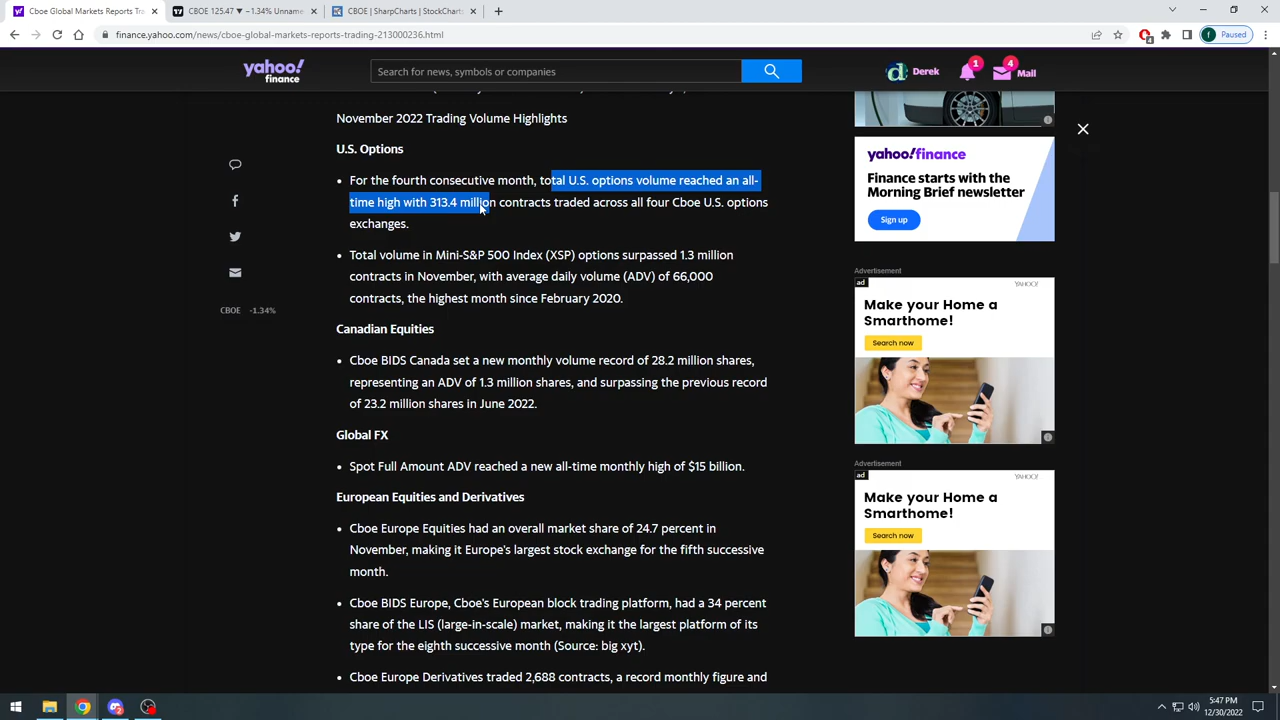 Cboe Global Markets Reports Tra
CBOE 125.47 ▼ −1.34% Unname
CBOE | SharpCharts | StockCharts
finance.yahoo.com/news/cboe-global-markets-reports-trading-213000236.html
4
f
Paused
yahoo!
finance
Search for news, symbols or companies
Derek
1
4
Mail
November 2022 Trading Volume Highlights
U.S. Options
• For the fourth consecutive month, total U.S. options volume reached an all-
time high with 313.4 million contracts traded across all four Cboe U.S. options
exchanges.
• Total volume in Mini-S&P 500 Index (XSP) options surpassed 1.3 million
contracts in November, with average daily volume (ADV) of 66,000
contracts, the highest month since February 2020.
CBOE -1.34%
Canadian Equities
• Cboe BIDS Canada set a new monthly volume record of 28.2 million shares,
representing an ADV of 1.3 million shares, and surpassing the previous record
of 23.2 million shares in June 2022.
Global FX
• Spot Full Amount ADV reached a new all-time monthly high of $15 billion.
European Equities and Derivatives
• Cboe Europe Equities had an overall market share of 24.7 percent in
November, making it Europe's largest stock exchange for the fifth successive
month.
• Cboe BIDS Europe, Cboe's European block trading platform, had a 34 percent
share of the LIS (large-in-scale) market, making it the largest platform of its
type for the eighth successive month (Source: big xyt).
• Cboe Europe Derivatives traded 2,688 contracts, a record monthly figure and
yahoo!finance
Finance starts with the
Morning Brief newsletter
Sign up
Advertisement
ad
YAHOO!
Make your Home a
Smarthome!
Search now
Advertisement
ad
YAHOO!
Make your Home a
Smarthome!
Search now
5:47 PM
12/30/2022